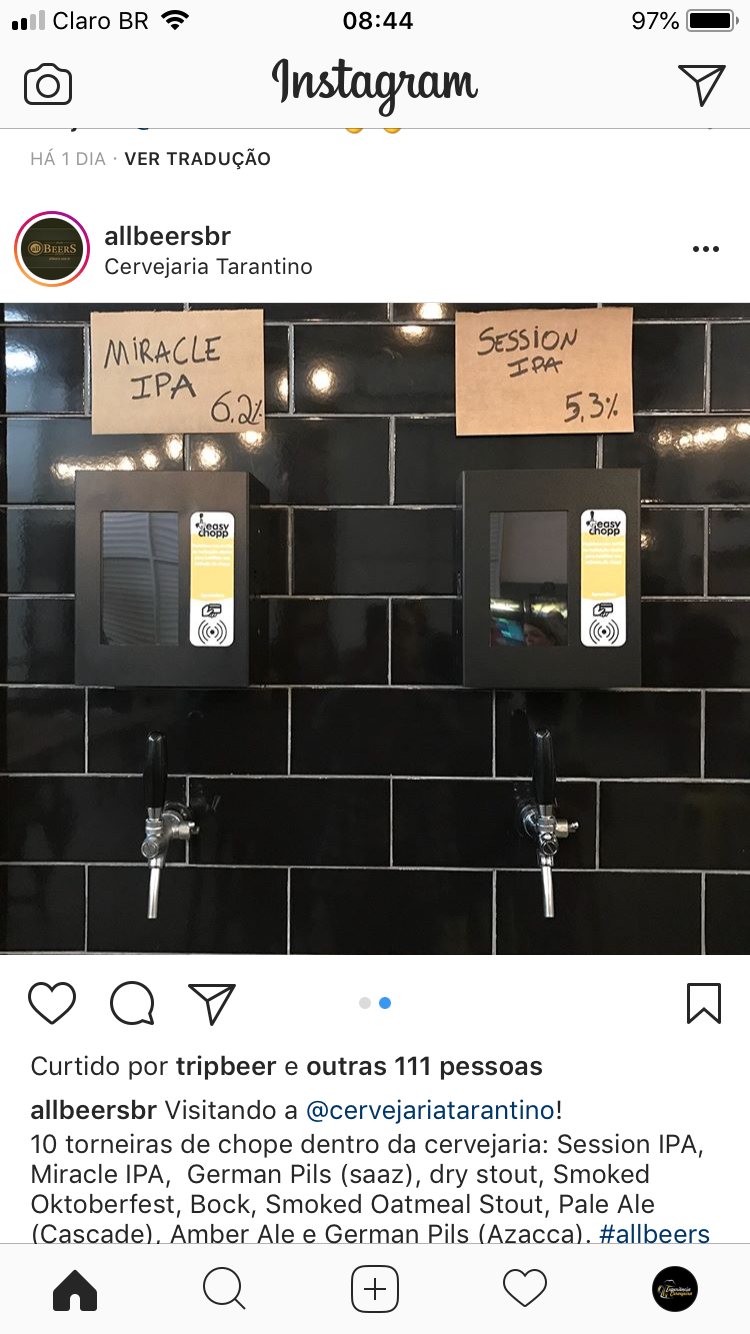 Claro BR
08:44
97%
Instagram
HÁ 1 DIA · VER TRADUÇÃO
BEERS
allbeersbr
Cervejaria Tarantino
MIRACLE
IPA
6.2%
SESSION
IPA
5,3%
easy
chopp
easy
chopp
Curtido por tripbeer e outras 111 pessoas
allbeersbr Visitando a @cervejariatarantino!
10 torneiras de chope dentro da cervejaria: Session IPA,
Miracle IPA,  German Pils (saaz), dry stout, Smoked
Oktoberfest, Bock, Smoked Oatmeal Stout, Pale Ale
(Cascade), Amber Ale e German Pils (Azacca). #allbeers